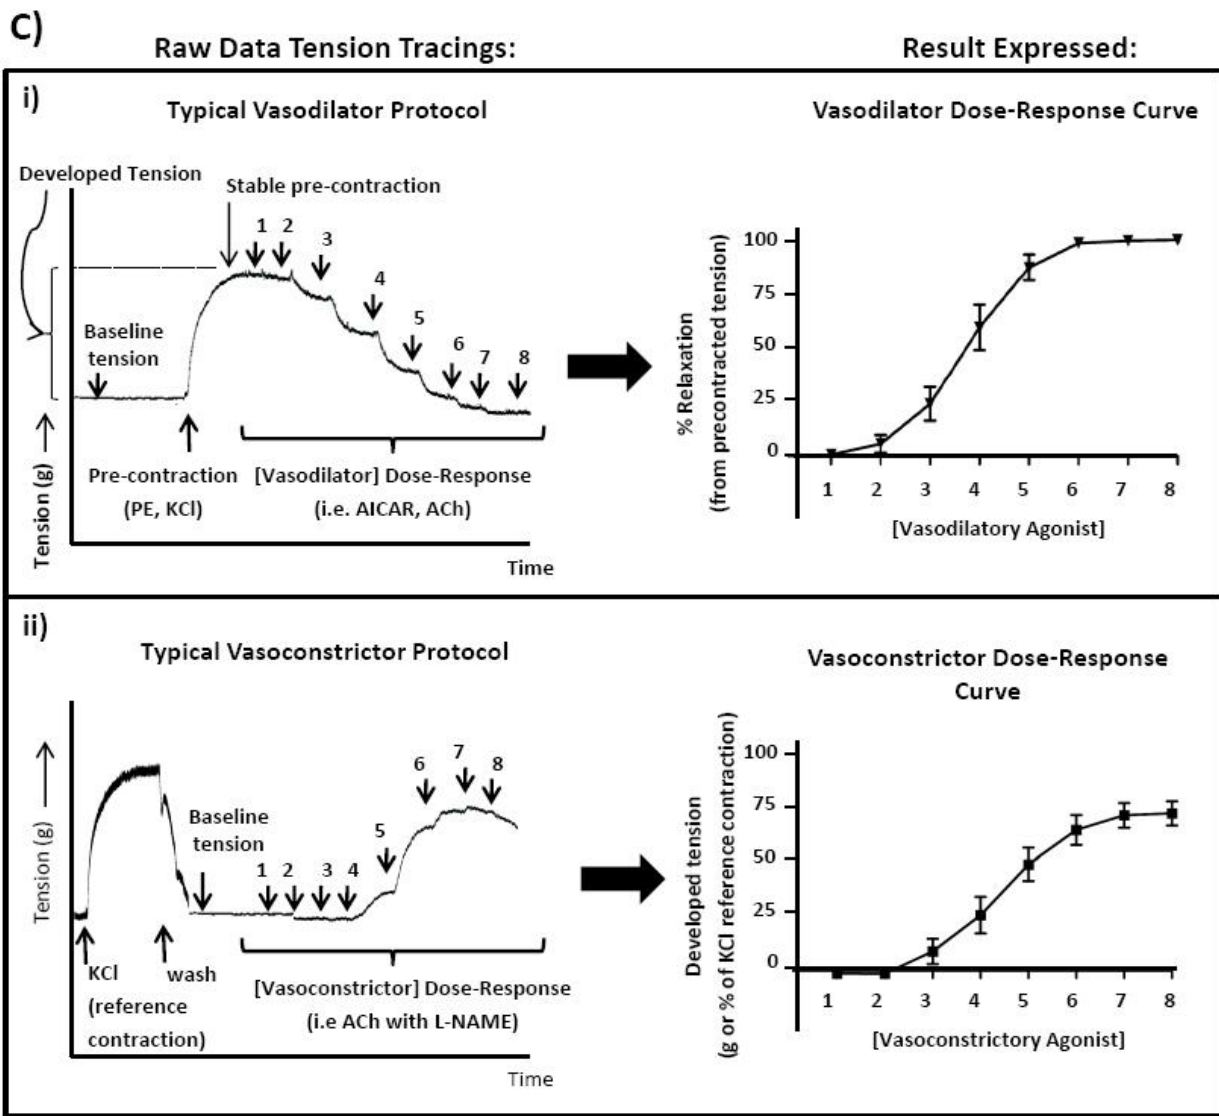 C)
Raw Data Tension Tracings:
Result Expressed:
i)
Typical Vasodilator Protocol
Developed Tension
Stable pre-contraction
1
2
3
4
5
6
7
8
Baseline
tension
Pre-contraction
(PE, KCl)
[Vasodilator] Dose-Response
(i.e. AICAR, ACh)
Tension (g)
Time
Vasodilator Dose-Response Curve
% Relaxation
(from precontracted tension)
100
75
50
25
0
1 2 3 4 5 6 7 8
[Vasodilatory Agonist]
ii)
Typical Vasoconstrictor Protocol
Tension (g)
Baseline
tension
1
2
3
4
5
6
7
8
KCl
(reference
contraction)
wash
[Vasoconstrictor] Dose-Response
(i.e ACh with L-NAME)
Time
Vasoconstrictor Dose-Response
Curve
Developed tension
(g or % of KCl reference contraction)
100
75
50
25
0
1 2 3 4 5 6 7 8
[Vasoconstrictory Agonist]